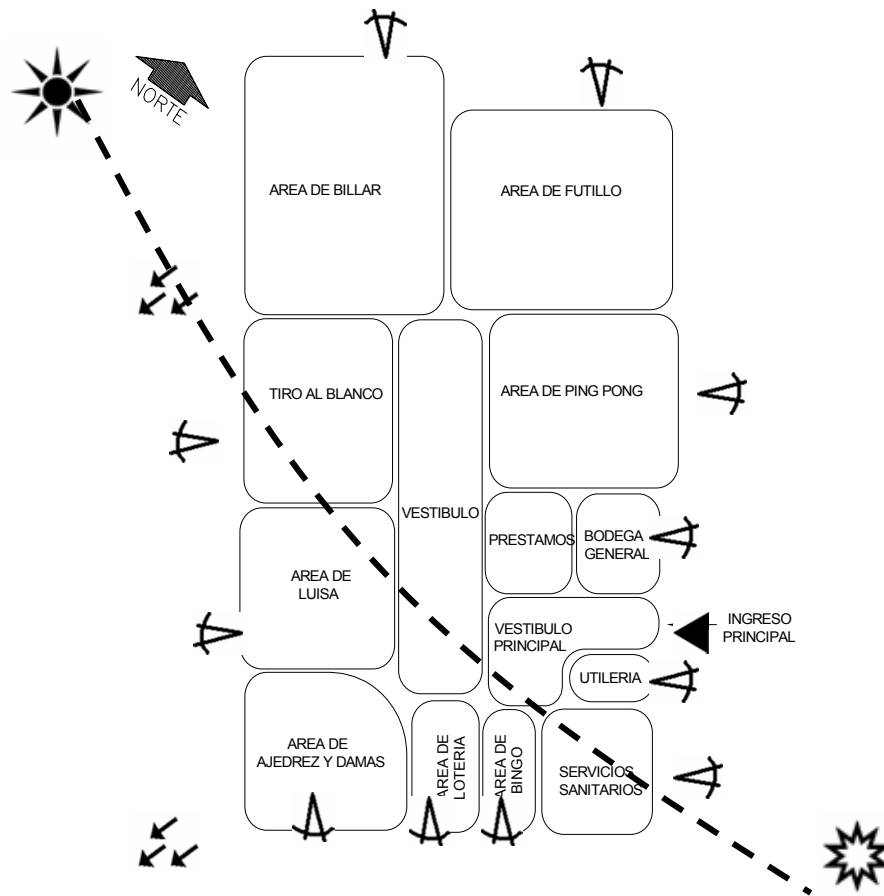 NORTE
AREA DE BILLAR
AREA DE FUTILLO
TIRO AL BLANCO
AREA DE PING PONG
VESTIBULO
PRESTAMOS
BODEGA
GENERAL
AREA DE
LUISA
VESTIBULO
PRINCIPAL
INGRESO
PRINCIPAL
UTILERIA
AREA DE
AJEDREZ Y DAMAS
AREA DE
LOTERIA
AREA DE
BINGO
SERVICIOS
SANITARIOS